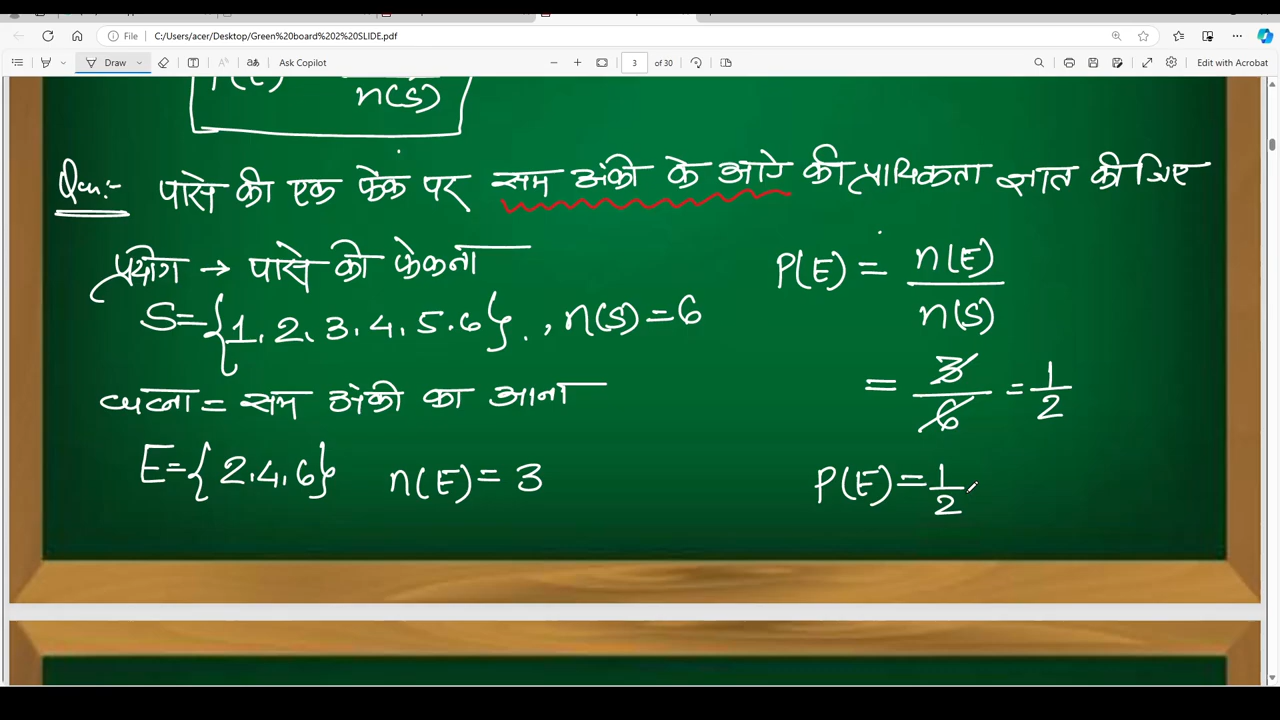 File C:/Users/acer/Desktop/Green%20board%202%20SLIDE.pdf
Draw Ask Copilot 3 of 30 Edit with Acrobat
n(S)
Qen:- पासे की एक फेंक पर सम अंको के आगे की प्रायिकता ज्ञात कीजिए
प्रयोग → पासे को फेकना
S={1, 2, 3, 4, 5, 6}, n(S)=6
घटना = सम अंको का आना
E={2, 4, 6} n(E)= 3
P(E) = n(E)/n(S)
= 3/6 = 1/2
P(E)=1/2